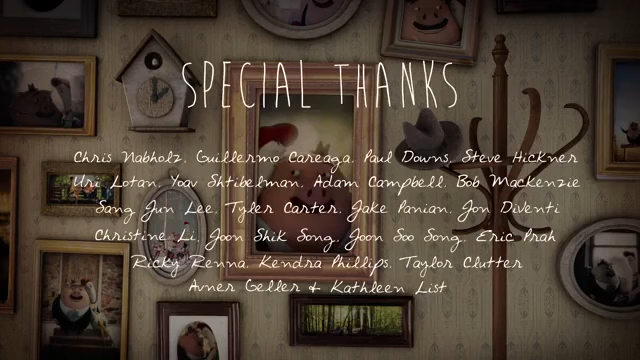 SPECIAL THANKS
Chris Nabholz, Guillermo Careaga, Paul Downs, Steve Hickner
Uri Lotan, Yoav Shtibelman, Adam Campbell, Bob Mackenzie
Sang Jun Lee, Tyler Carter, Jake Panian, Jon Diventi
Christine Li, Joon Shik Song, Joon Soo Song, Eric Prah
Ricky Renna, Kendra Phillips, Taylor Clutter
Avner Geller & Kathleen List